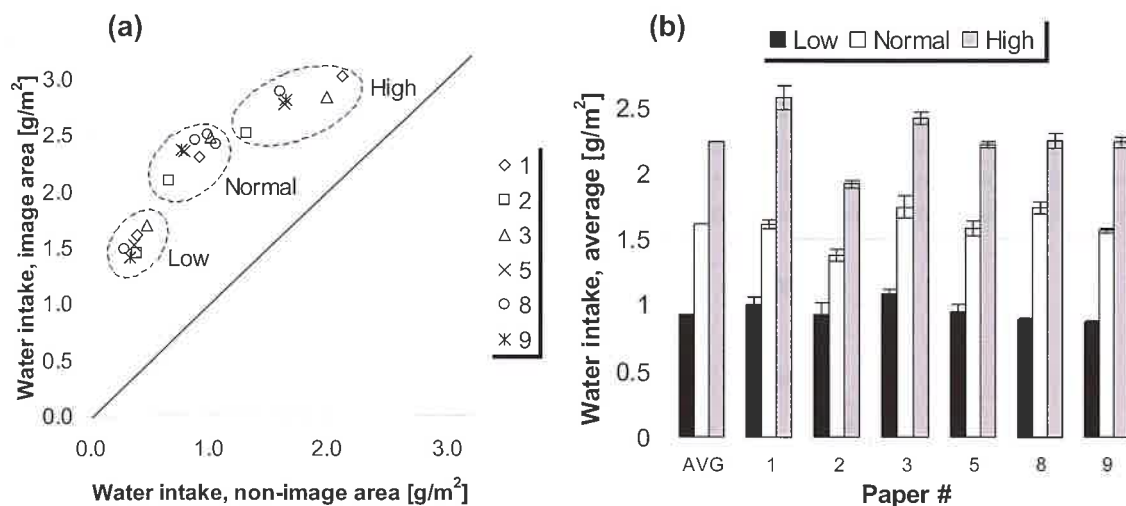 (a)
Water intake, image area [g/m²]
3.0
2.5
2.0
1.5
1.0
0.5
0.0
0.0 1.0 2.0 3.0
Water intake, non-image area [g/m²]
High
Normal
Low
1
2
3
5
8
9
(b)
Low Normal High
Water intake, average [g/m²]
2.5
2
1.5
1
0.5
0
AVG 1 2 3 5 8 9
Paper #